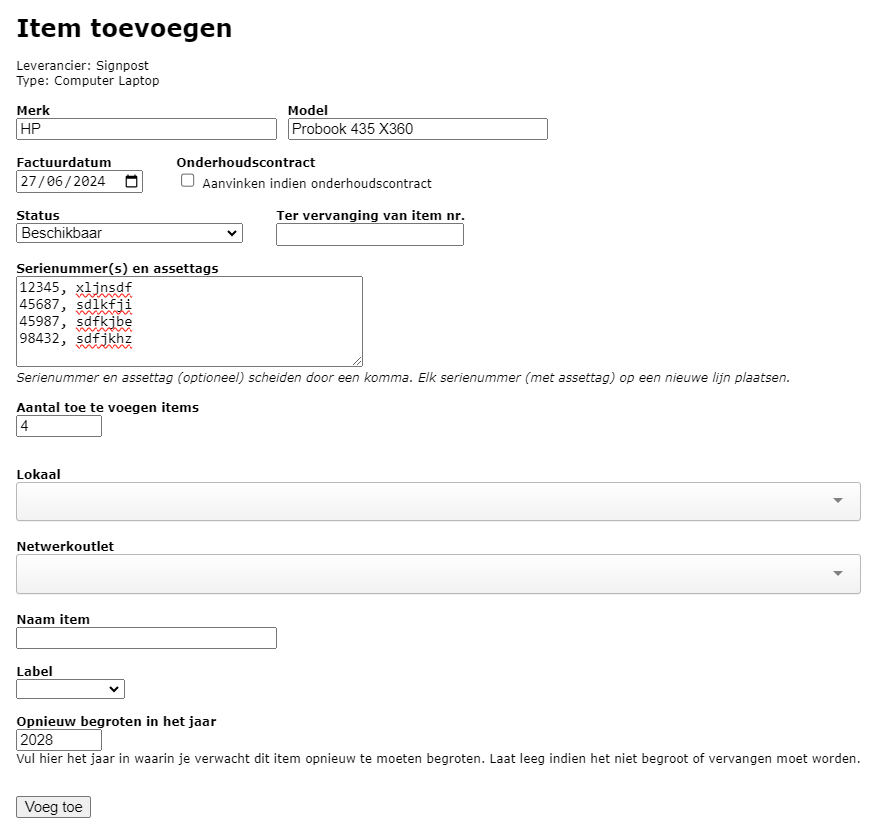 Item toevoegen
Leverancier: Signpost
Type: Computer Laptop
Merk Model
HP Probook 435 X360
Factuurdatum Onderhoudscontract
27/06/2024 Aanvinken indien onderhoudscontract
Status Ter vervanging van item nr.
Beschikbaar
Serienummer(s) en assettags
12345, xljnsdf
45687, sdlkfji
45987, sdfkjbe
98432, sdfjkhz
Serienummer en assettag (optioneel) scheiden door een komma. Elk serienummer (met assettag) op een nieuwe lijn plaatsen.
Aantal toe te voegen items
4
Lokaal
Netwerkoutlet
Naam item
Label
Opnieuw begroten in het jaar
2028
Vul hier het jaar in waarin je verwacht dit item opnieuw te moeten begroten. Laat leeg indien het niet begroot of vervangen moet worden.
Voeg toe